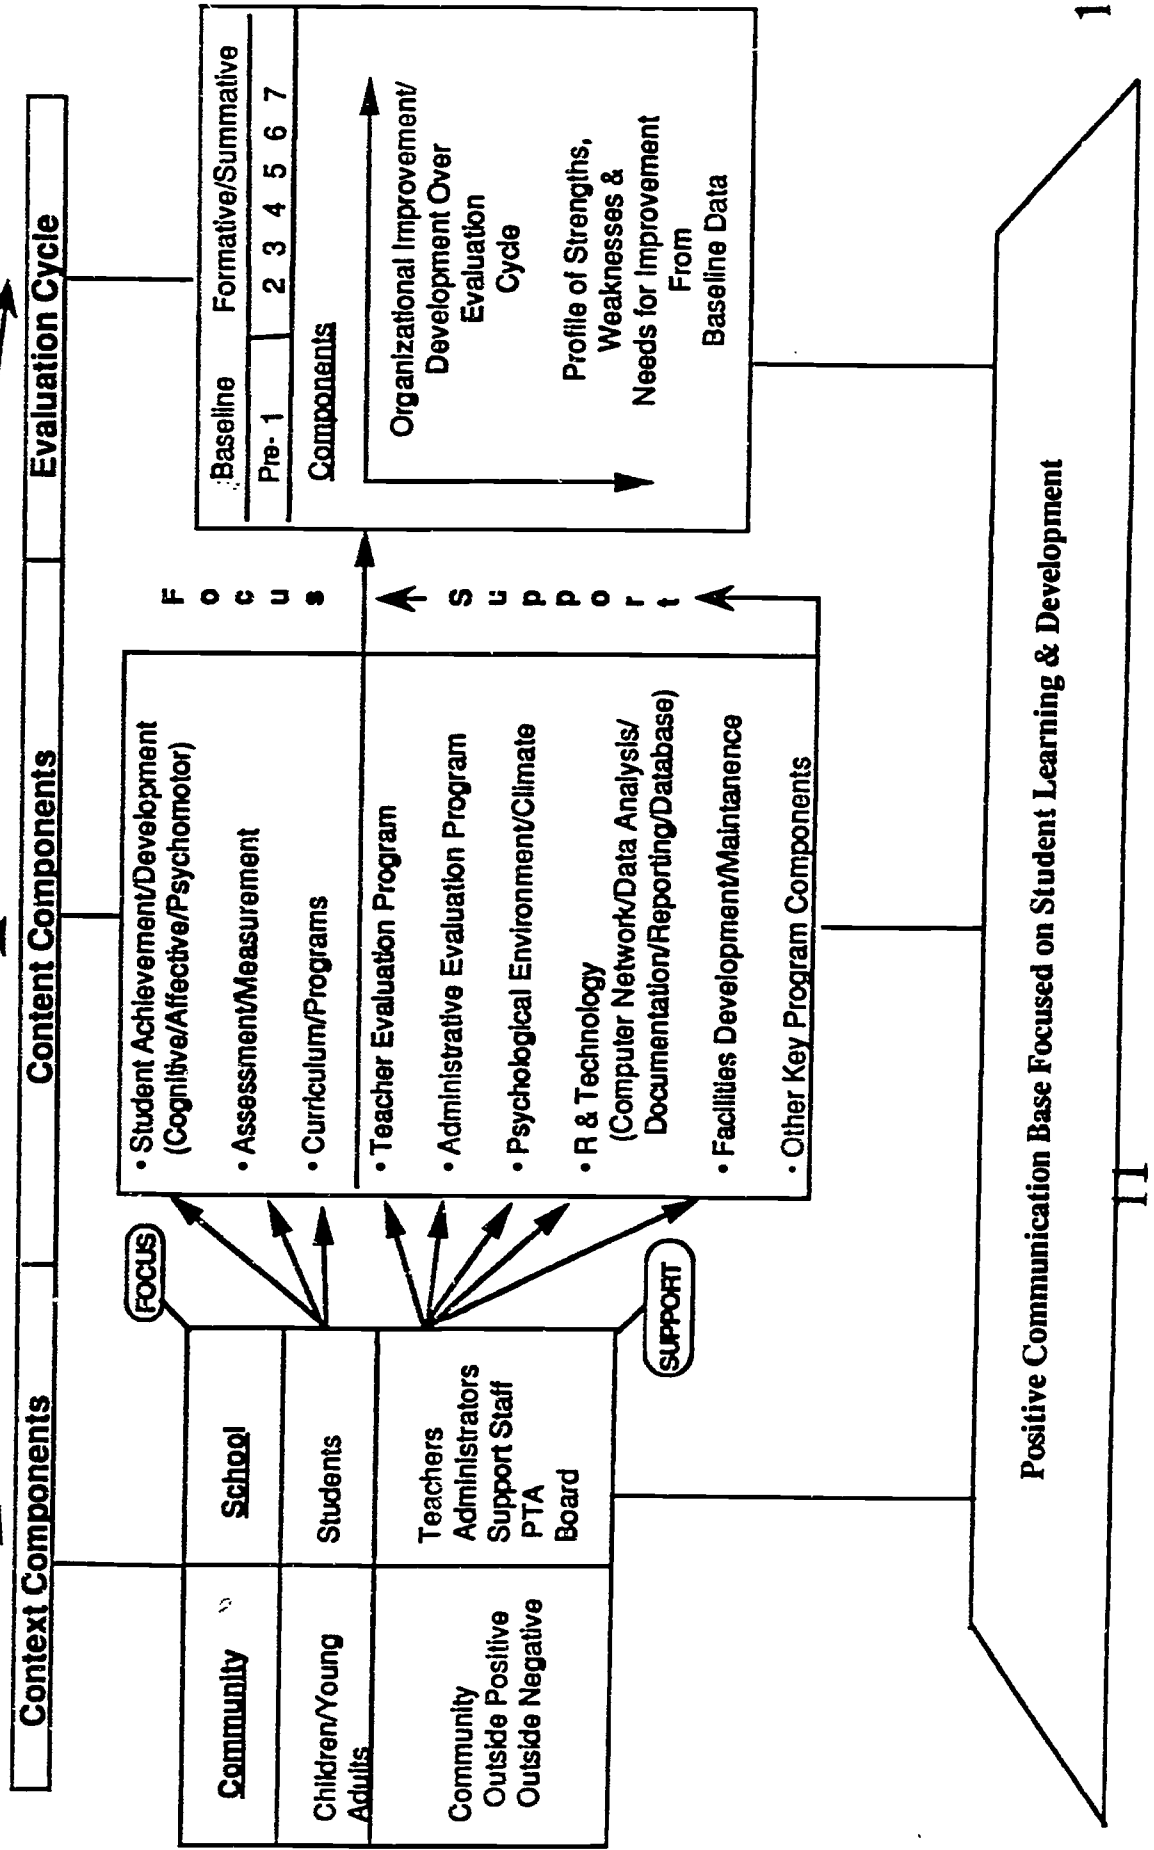 Context Components
Content Components
Evaluation Cycle
Community
School
Children/Young
Adults
Students
Community
Outside Positive
Outside Negative
Teachers
Administrators
Support Staff
PTA
Board
FOCUS
SUPPORT
• Student Achievement/Development
(Cognitive/Affective/Psychomotor)
• Assessment/Measurement
• Curriculum/Programs
• Teacher Evaluation Program
• Administrative Evaluation Program
• Psychological Environment/Climate
• R & Technology
(Computer Network/Data Analysis/
Documentation/Reporting/Database)
• Facilities Development/Maintanence
• Other Key Program Components
Focus
Support
Baseline Formative/Summative
Pre- 1 2 3 4 5 6 7
Components
Organizational Improvement/
Development Over
Evaluation
Cycle
Profile of Strengths,
Weaknesses &
Needs for Improvement
From
Baseline Data
Positive Communication Base Focused on Student Learning & Development
11
1